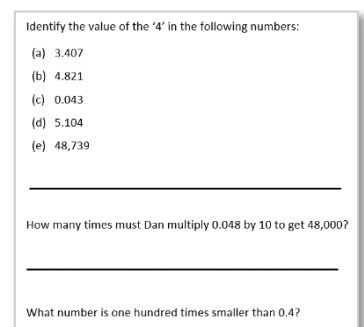 Identify the value of the ‘4’ in the following numbers:
(a) 3.407
(b) 4.821
(c) 0.043
(d) 5.104
(e) 48,739
How many times must Dan multiply 0.048 by 10 to get 48,000?
What number is one hundred times smaller than 0.4?